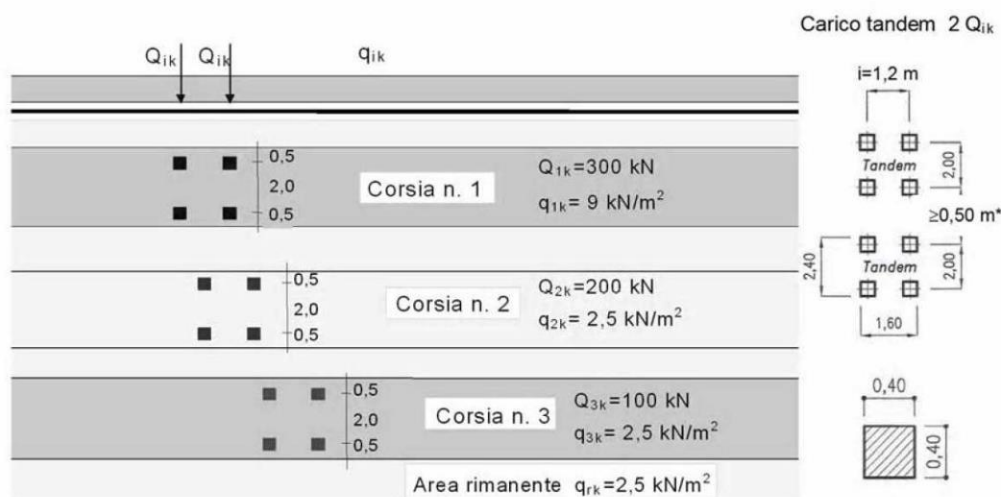 Carico tandem 2 Qik
Qik Qik qik
i=1,2 m
0,5
2,0
0,5
Corsia n. 1
Q1k=300 kN
q1k= 9 kN/m²
Tandem
2,00
≥0,50 m*
0,5
2,0
0,5
Corsia n. 2
Q2k=200 kN
q2k= 2,5 kN/m²
2,40
Tandem
2,00
1,60
0,5
2,0
0,5
Corsia n. 3
Q3k=100 kN
q3k= 2,5 kN/m²
0,40
0,40
Area rimanente qrk=2,5 kN/m²